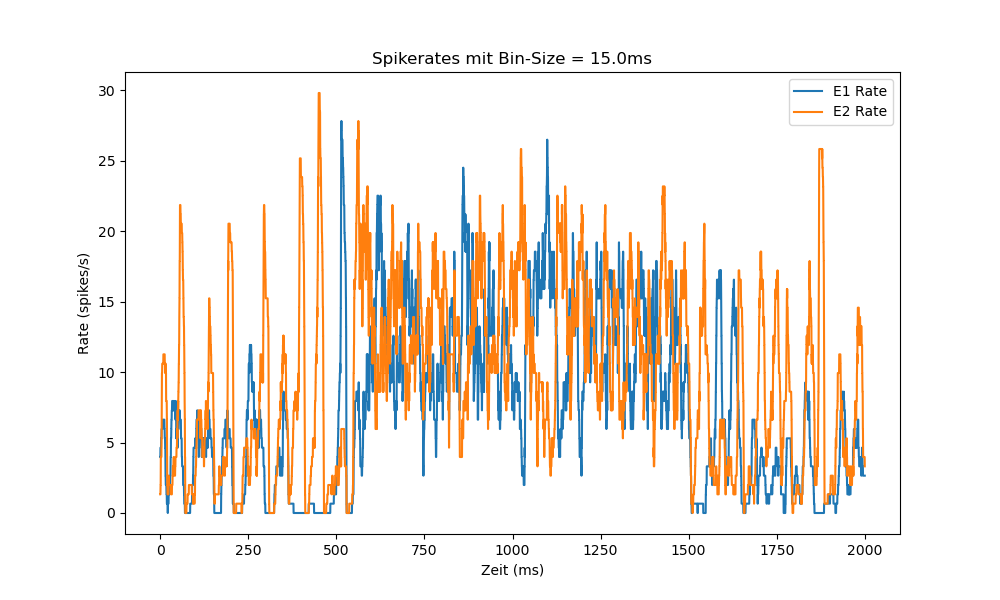 Spikerates mit Bin-Size = 15.0ms
E1 Rate
E2 Rate
30
25
20
15
10
5
0
Rate (spikes/s)
0 250 500 750 1000 1250 1500 1750 2000
Zeit (ms)